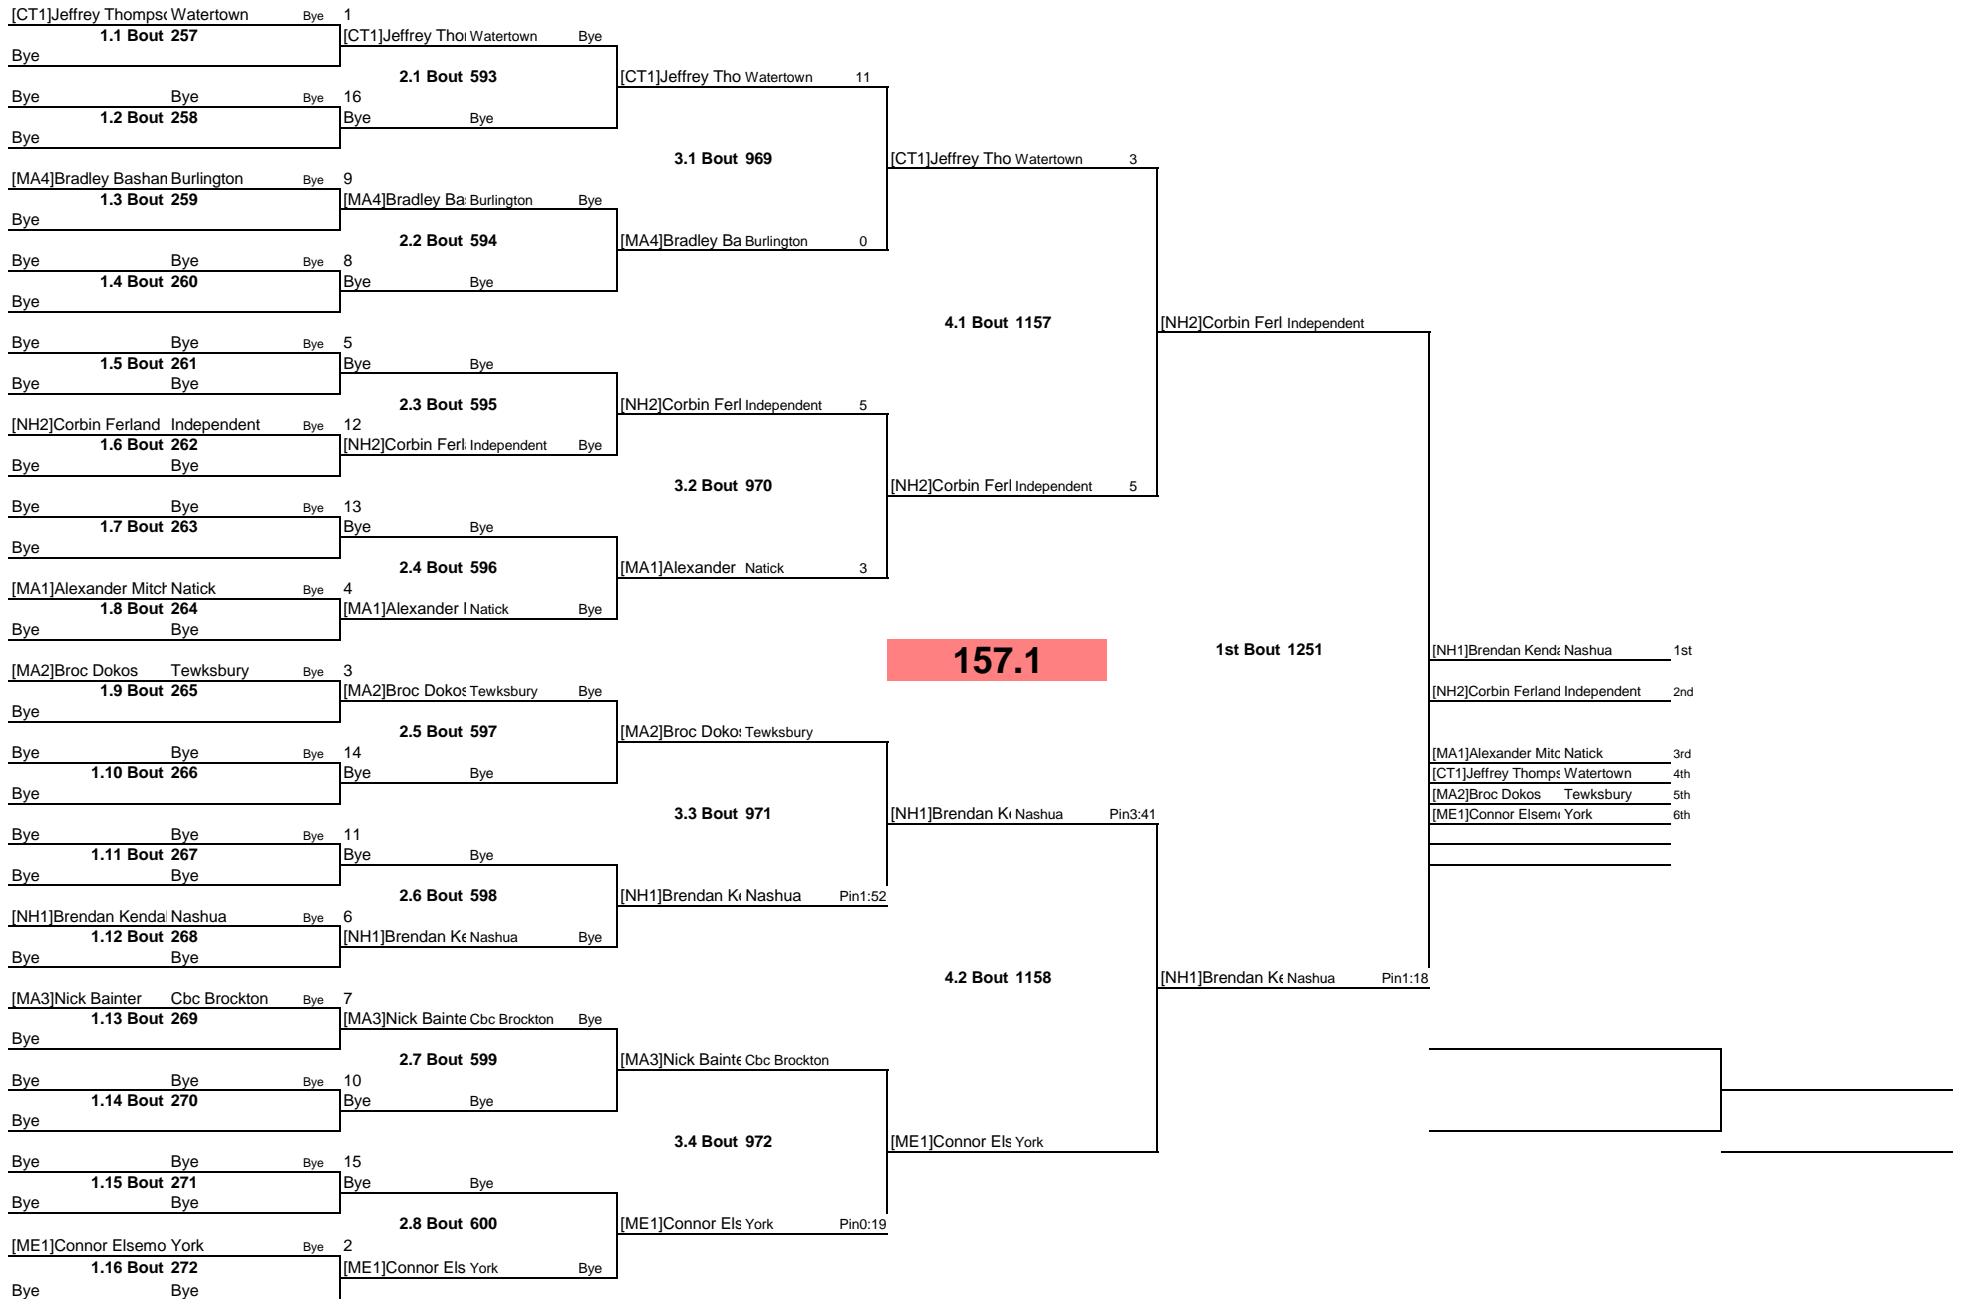 [CT1]Jeffrey Thomps Watertown Bye 1
1.1 Bout 257 [CT1]Jeffrey Tho Watertown Bye
Bye
2.1 Bout 593 [CT1]Jeffrey Tho Watertown 11
Bye Bye Bye 16
1.2 Bout 258 Bye Bye
Bye
3.1 Bout 969 [CT1]Jeffrey Tho Watertown 3
[MA4]Bradley Bashan Burlington Bye 9
1.3 Bout 259 [MA4]Bradley Ba Burlington Bye
Bye
2.2 Bout 594 [MA4]Bradley Ba Burlington 0
Bye Bye Bye 8
1.4 Bout 260 Bye Bye
Bye
4.1 Bout 1157 [NH2]Corbin Ferl Independent
Bye Bye Bye 5
1.5 Bout 261 Bye Bye
Bye Bye
2.3 Bout 595 [NH2]Corbin Ferl Independent 5
[NH2]Corbin Ferland Independent Bye 12
1.6 Bout 262 [NH2]Corbin Ferl Independent Bye
Bye Bye
3.2 Bout 970 [NH2]Corbin Ferl Independent 5
Bye Bye Bye 13
1.7 Bout 263 Bye Bye
Bye
2.4 Bout 596 [MA1]Alexander Natick 3
[MA1]Alexander Mitch Natick Bye 4
1.8 Bout 264 [MA1]Alexander Natick Bye
Bye Bye
157.1 1st Bout 1251 [NH1]Brendan Kenda Nashua 1st
[MA2]Broc Dokos Tewksbury Bye 3
1.9 Bout 265 [MA2]Broc Dokos Tewksbury Bye [NH2]Corbin Ferland Independent 2nd
Bye
2.5 Bout 597 [MA2]Broc Dokos Tewksbury
Bye Bye Bye 14 [MA1]Alexander Mitc Natick 3rd
1.10 Bout 266 Bye Bye [CT1]Jeffrey Thomps Watertown 4th
Bye [MA2]Broc Dokos Tewksbury 5th
3.3 Bout 971 [NH1]Brendan K Nashua Pin3:41 [ME1]Connor Elsem York 6th
Bye Bye Bye 11
1.11 Bout 267 Bye Bye
Bye Bye
2.6 Bout 598 [NH1]Brendan K Nashua Pin1:52
[NH1]Brendan Kendal Nashua Bye 6
1.12 Bout 268 [NH1]Brendan Ke Nashua Bye
Bye Bye
4.2 Bout 1158 [NH1]Brendan Ke Nashua Pin1:18
[MA3]Nick Bainter Cbc Brockton Bye 7
1.13 Bout 269 [MA3]Nick Bainte Cbc Brockton Bye
Bye
2.7 Bout 599 [MA3]Nick Bainte Cbc Brockton
Bye Bye Bye 10
1.14 Bout 270 Bye Bye
Bye
3.4 Bout 972 [ME1]Connor Els York
Bye Bye Bye 15
1.15 Bout 271 Bye Bye
Bye Bye
2.8 Bout 600 [ME1]Connor Els York Pin0:19
[ME1]Connor Elsemo York Bye 2
1.16 Bout 272 [ME1]Connor Els York Bye
Bye Bye